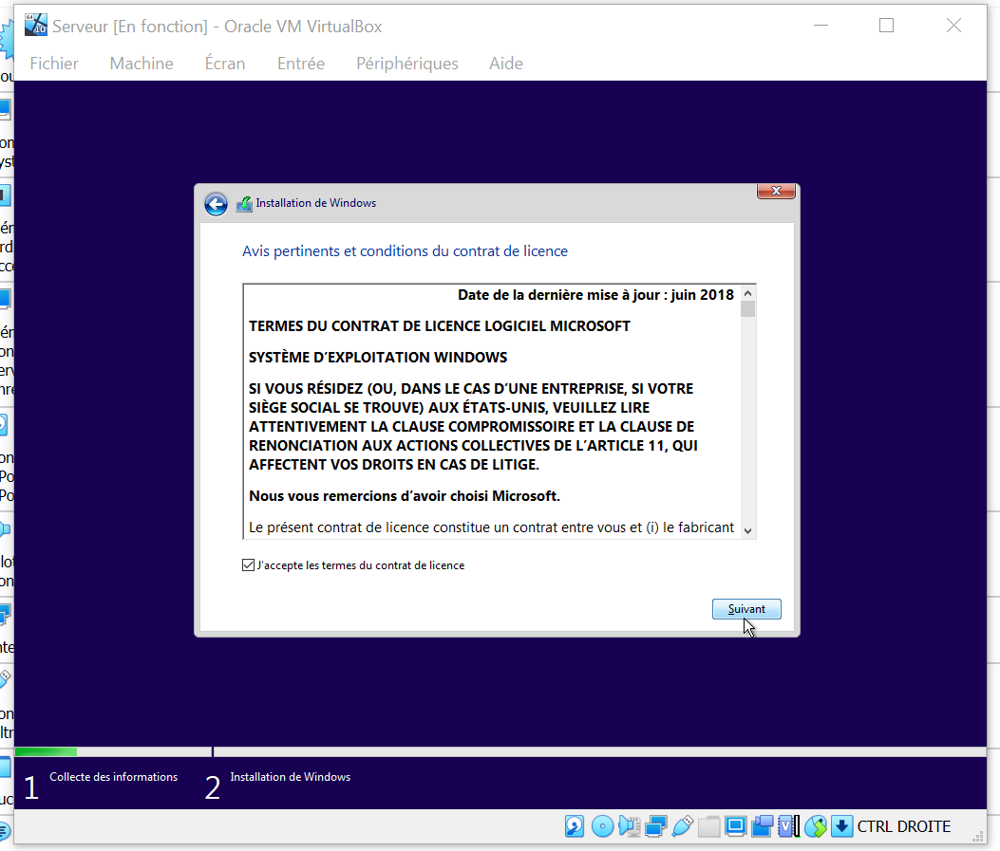 Serveur [En fonction] - Oracle VM VirtualBox
Fichier Machine Écran Entrée Périphériques Aide
Installation de Windows
Avis pertinents et conditions du contrat de licence
Date de la dernière mise à jour : juin 2018
TERMES DU CONTRAT DE LICENCE LOGICIEL MICROSOFT
SYSTÈME D’EXPLOITATION WINDOWS
SI VOUS RÉSIDEZ (OU, DANS LE CAS D’UNE ENTREPRISE, SI VOTRE
SIÈGE SOCIAL SE TROUVE) AUX ÉTATS-UNIS, VEUILLEZ LIRE
ATTENTIVEMENT LA CLAUSE COMPROMISSOIRE ET LA CLAUSE DE
RENONCIATION AUX ACTIONS COLLECTIVES DE L’ARTICLE 11, QUI
AFFECTENT VOS DROITS EN CAS DE LITIGE.
Nous vous remercions d’avoir choisi Microsoft.
Le présent contrat de licence constitue un contrat entre vous et (i) le fabricant
J'accepte les termes du contrat de licence
Suivant
1 Collecte des informations 2 Installation de Windows
CTRL DROITE